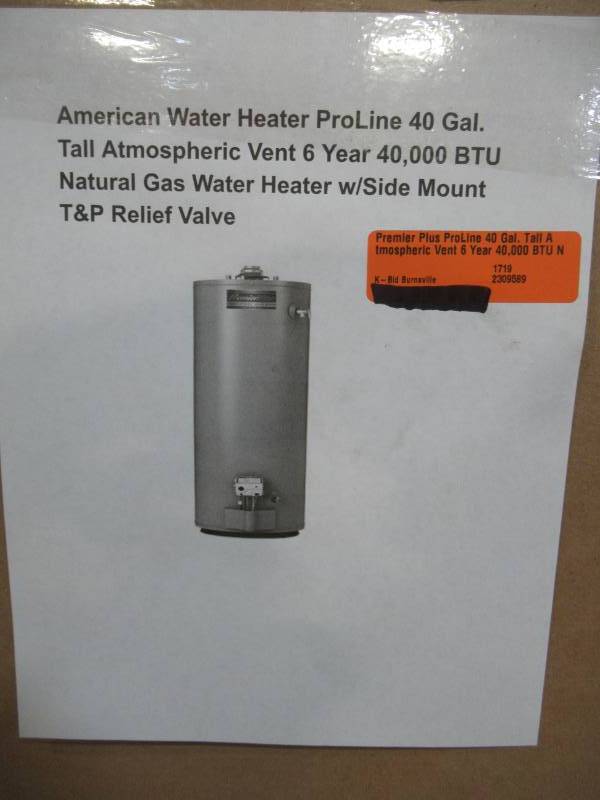 American Water Heater ProLine 40 Gal.
Tall Atmospheric Vent 6 Year 40,000 BTU
Natural Gas Water Heater w/Side Mount
T&P Relief Valve
Premier Plus ProLine 40 Gal. Tall A
tmospheric Vent 6 Year 40,000 BTU N
1719
K-Bid Burnsville 2309589